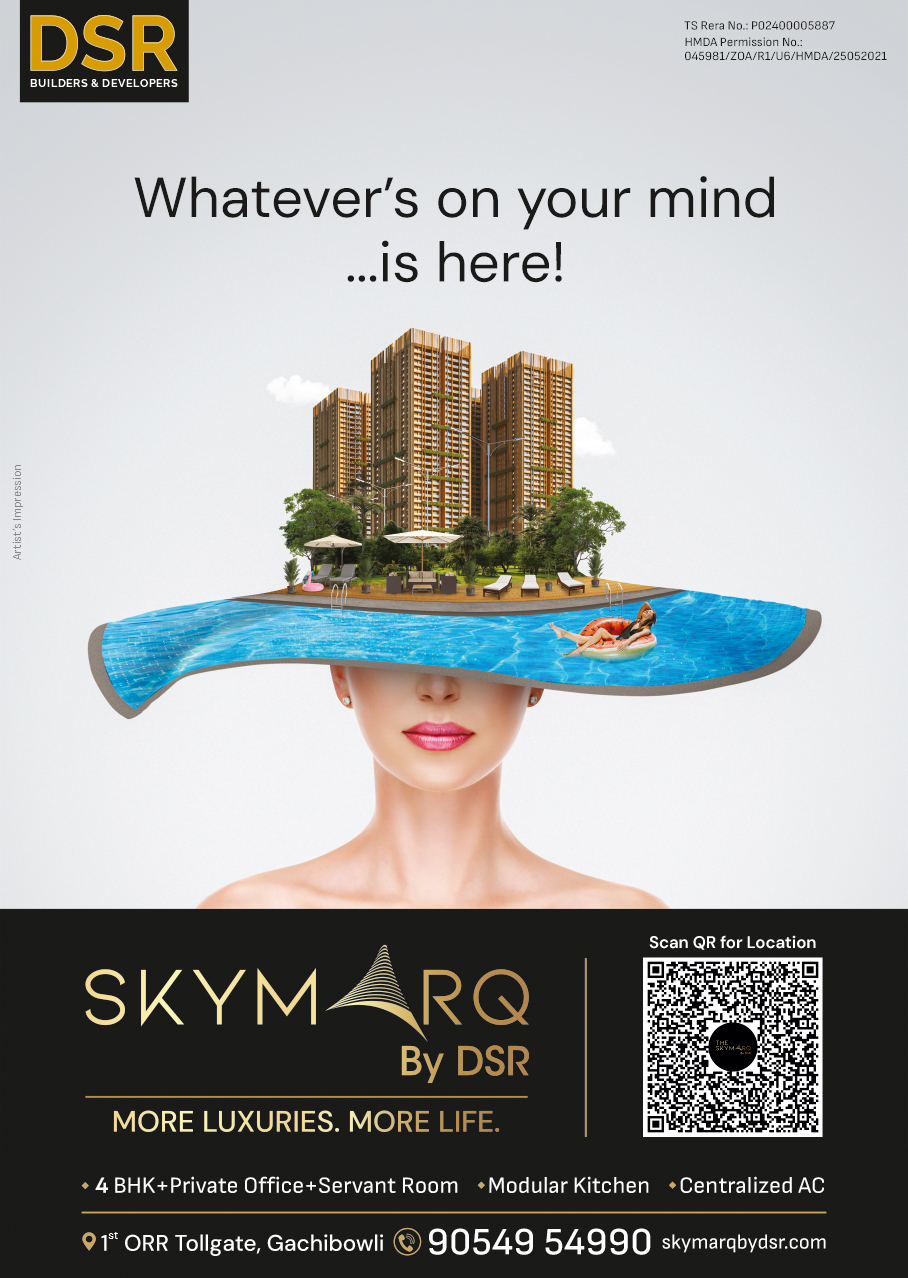 DSR
BUILDERS & DEVELOPERS
TS Rera No.: P02400005887
HMDA Permission No.:
045981/ZOA/R1/U6/HMDA/25052021
Whatever's on your mind
...is here!
Artist's Impression
SKYMARQ
By DSR
MORE LUXURIES. MORE LIFE.
Scan QR for Location
THE
SKYMARQ
By DSR
4 BHK+Private Office+Servant Room Modular Kitchen Centralized AC
1st ORR Tollgate, Gachibowli 90549 54990 skymarqbydsr.com